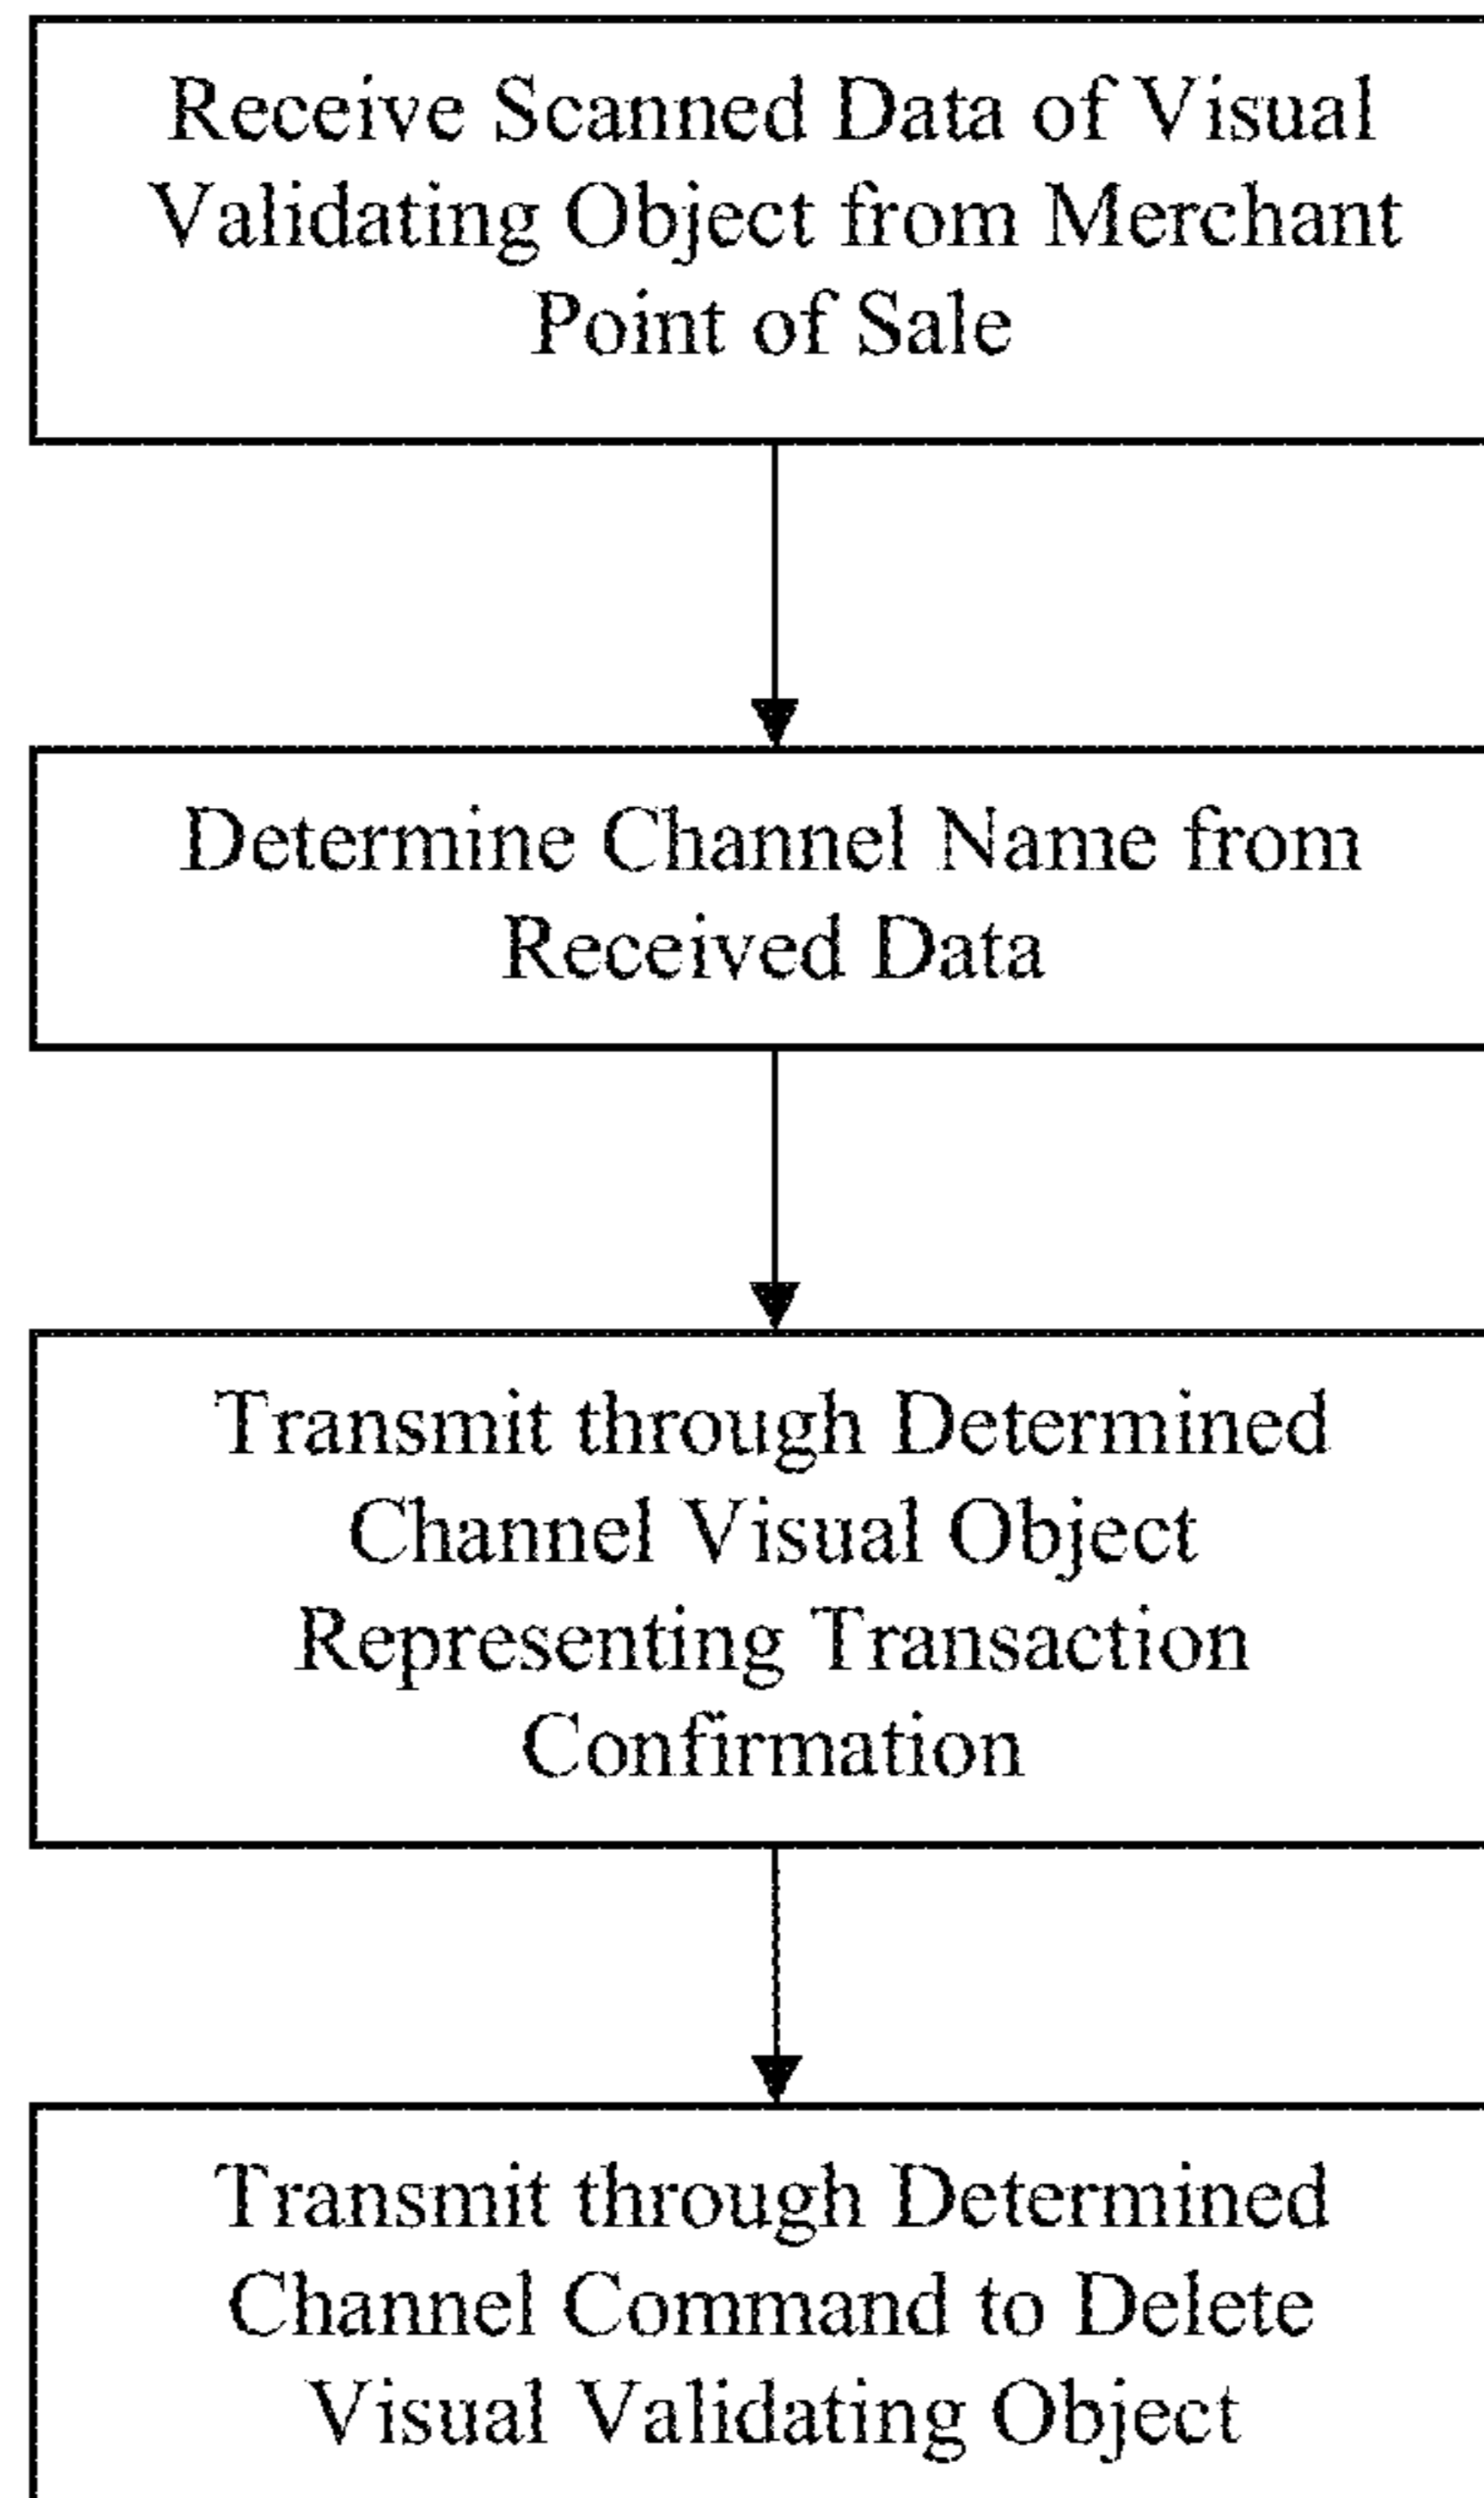 Receive Scanned Data of Visual
Validating Object from Merchant
Point of Sale
Determine Channel Name from
Received Data
Transmit through Determined
Channel Visual Object
Representing Transaction
Confirmation
Transmit through Determined
Channel Command to Delete
Visual Validating Object